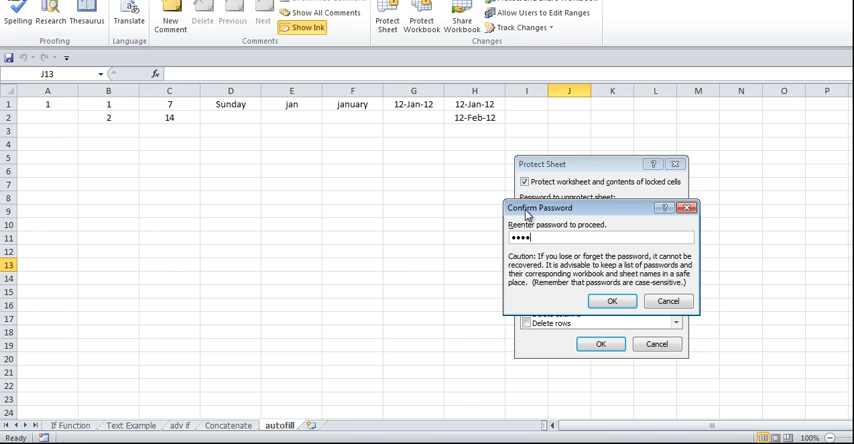 Spelling Research Thesaurus
Proofing
Translate
Language
New
Comment
Delete Previous Next
Show All Comments
Show Ink
Comments
Protect
Sheet
Protect
Workbook
Share
Workbook
Allow Users to Edit Ranges
Track Changes
Changes
J13 fx
A B C D E F G H I J K L M N O P
1 1 1 7 Sunday jan january 12-Jan-12 12-Jan-12
2 2 14 12-Feb-12
3
4
5
6
7
8
9
10
11
12
13
14
15
16
17
18
19
20
21
22
23
24
Protect Sheet
Protect worksheet and contents of locked cells
Password to unprotect sheet:
Confirm Password
Reenter password to proceed.
••••
Caution: If you lose or forget the password, it cannot be
recovered. It is advisable to keep a list of passwords and
their corresponding workbook and sheet names in a safe
place. (Remember that passwords are case-sensitive.)
OK Cancel
Delete rows
OK Cancel
If Function Text Example adv if Concatenate autofill
Ready 100%